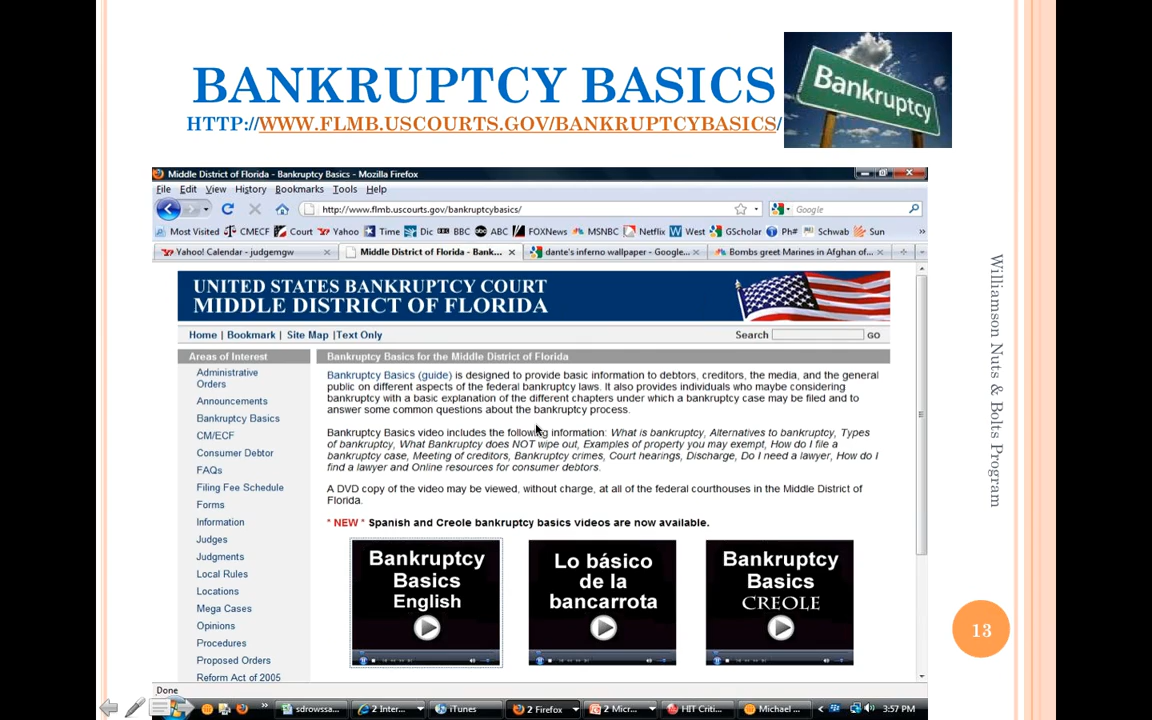 BANKRUPTCY BASICS
HTTP://WWW.FLMB.USCOURTS.GOV/BANKRUPTCYBASICS/
Bankruptcy
Middle District of Florida - Bankruptcy Basics - Mozilla Firefox
File Edit View History Bookmarks Tools Help
http://www.flmb.uscourts.gov/bankruptcybasics/
Google
Most Visited CMECF Court Yahoo Time Dic BBC ABC FOXNews MSNBC Netflix West GScholar Ph# Schwab Sun »
Yahoo! Calendar - judgemgw
Middle District of Florida - Bank...
dante's inferno wallpaper - Google...
Bombs greet Marines in Afghan of...
UNITED STATES BANKRUPTCY COURT
MIDDLE DISTRICT OF FLORIDA
Home | Bookmark | Site Map |Text Only
Search GO
Areas of Interest
Administrative
Orders
Announcements
Bankruptcy Basics
CM/ECF
Consumer Debtor
FAQs
Filing Fee Schedule
Forms
Information
Judges
Judgments
Local Rules
Locations
Mega Cases
Opinions
Procedures
Proposed Orders
Reform Act of 2005
Bankruptcy Basics for the Middle District of Florida
Bankruptcy Basics (guide) is designed to provide basic information to debtors, creditors, the media, and the general
public on different aspects of the federal bankruptcy laws. It also provides individuals who maybe considering
bankruptcy with a basic explanation of the different chapters under which a bankruptcy case may be filed and to
answer some common questions about the bankruptcy process.
Bankruptcy Basics video includes the following information: What is bankruptcy, Alternatives to bankruptcy, Types
of bankruptcy, What Bankruptcy does NOT wipe out, Examples of property you may exempt, How do I file a
bankruptcy case, Meeting of creditors, Bankruptcy crimes, Court hearings, Discharge, Do I need a lawyer, How do I
find a lawyer and Online resources for consumer debtors.
A DVD copy of the video may be viewed, without charge, at all of the federal courthouses in the Middle District of
Florida.
* NEW * Spanish and Creole bankruptcy basics videos are now available.
Bankruptcy
Basics
English
Lo básico
de la
bancarrota
Bankruptcy
Basics
CREOLE
Done
» sdrowssa... 2 Inter... iTunes 2 Firefox 2 Micr... HIT Criti... Michael ... < 3:57 PM
Williamson Nuts & Bolts Program
13